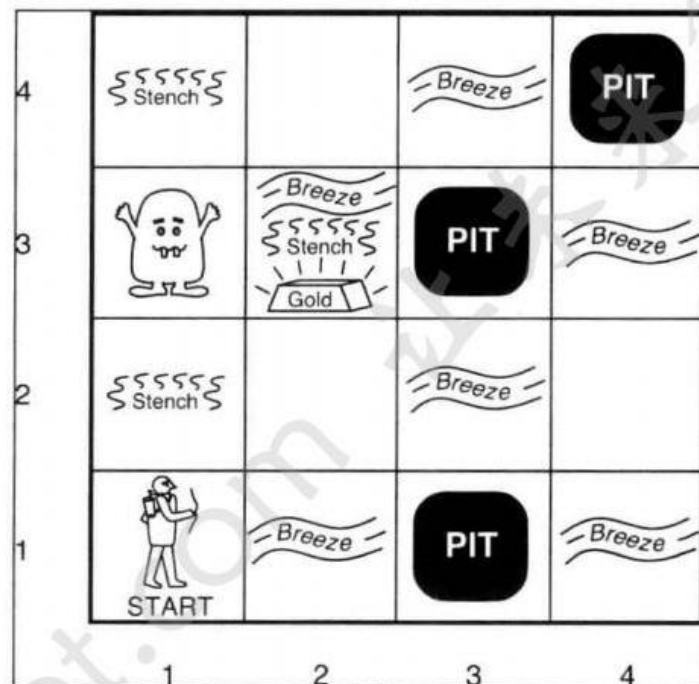 4
Stench
Breeze
PIT
3
Breeze
Stench
Gold
PIT
Breeze
2
Stench
Breeze
1
START
Breeze
PIT
Breeze
1 2 3 4